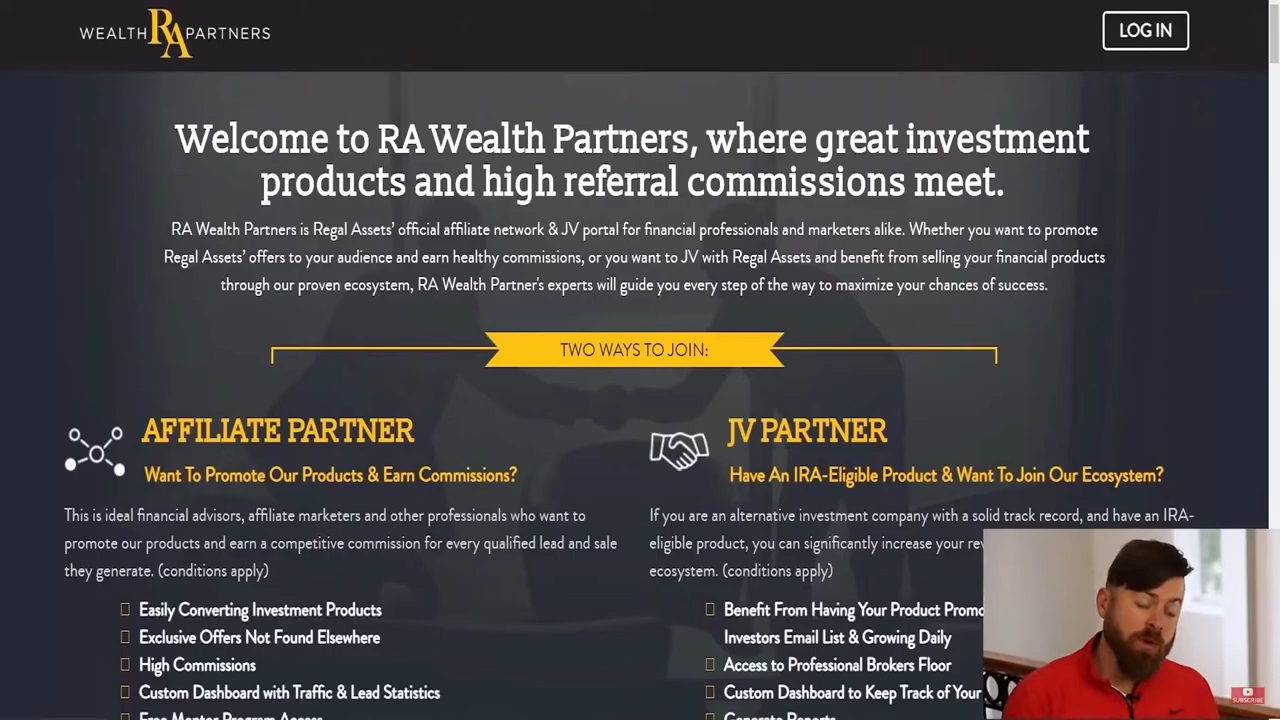 WEALTH RA PARTNERS
LOG IN
Welcome to RA Wealth Partners, where great investment
products and high referral commissions meet.
RA Wealth Partners is Regal Assets’ official affiliate network & JV portal for financial professionals and marketers alike. Whether you want to promote
Regal Assets’ offers to your audience and earn healthy commissions, or you want to JV with Regal Assets and benefit from selling your financial products
through our proven ecosystem, RA Wealth Partner's experts will guide you every step of the way to maximize your chances of success.
TWO WAYS TO JOIN:
AFFILIATE PARTNER
Want To Promote Our Products & Earn Commissions?
This is ideal financial advisors, affiliate marketers and other professionals who want to
promote our products and earn a competitive commission for every qualified lead and sale
they generate. (conditions apply)
Easily Converting Investment Products
Exclusive Offers Not Found Elsewhere
High Commissions
Custom Dashboard with Traffic & Lead Statistics
Free Mentor Program Access
JV PARTNER
Have An IRA-Eligible Product & Want To Join Our Ecosystem?
If you are an alternative investment company with a solid track record, and have an IRA-
eligible product, you can significantly increase your
ecosystem. (conditions apply)
Benefit From Having Your Product
Investors Email List & Growing Daily
Access to Professional Brokers Floor
Custom Dashboard to Keep Track of Your
Generate Reports
SUBSCRIBE